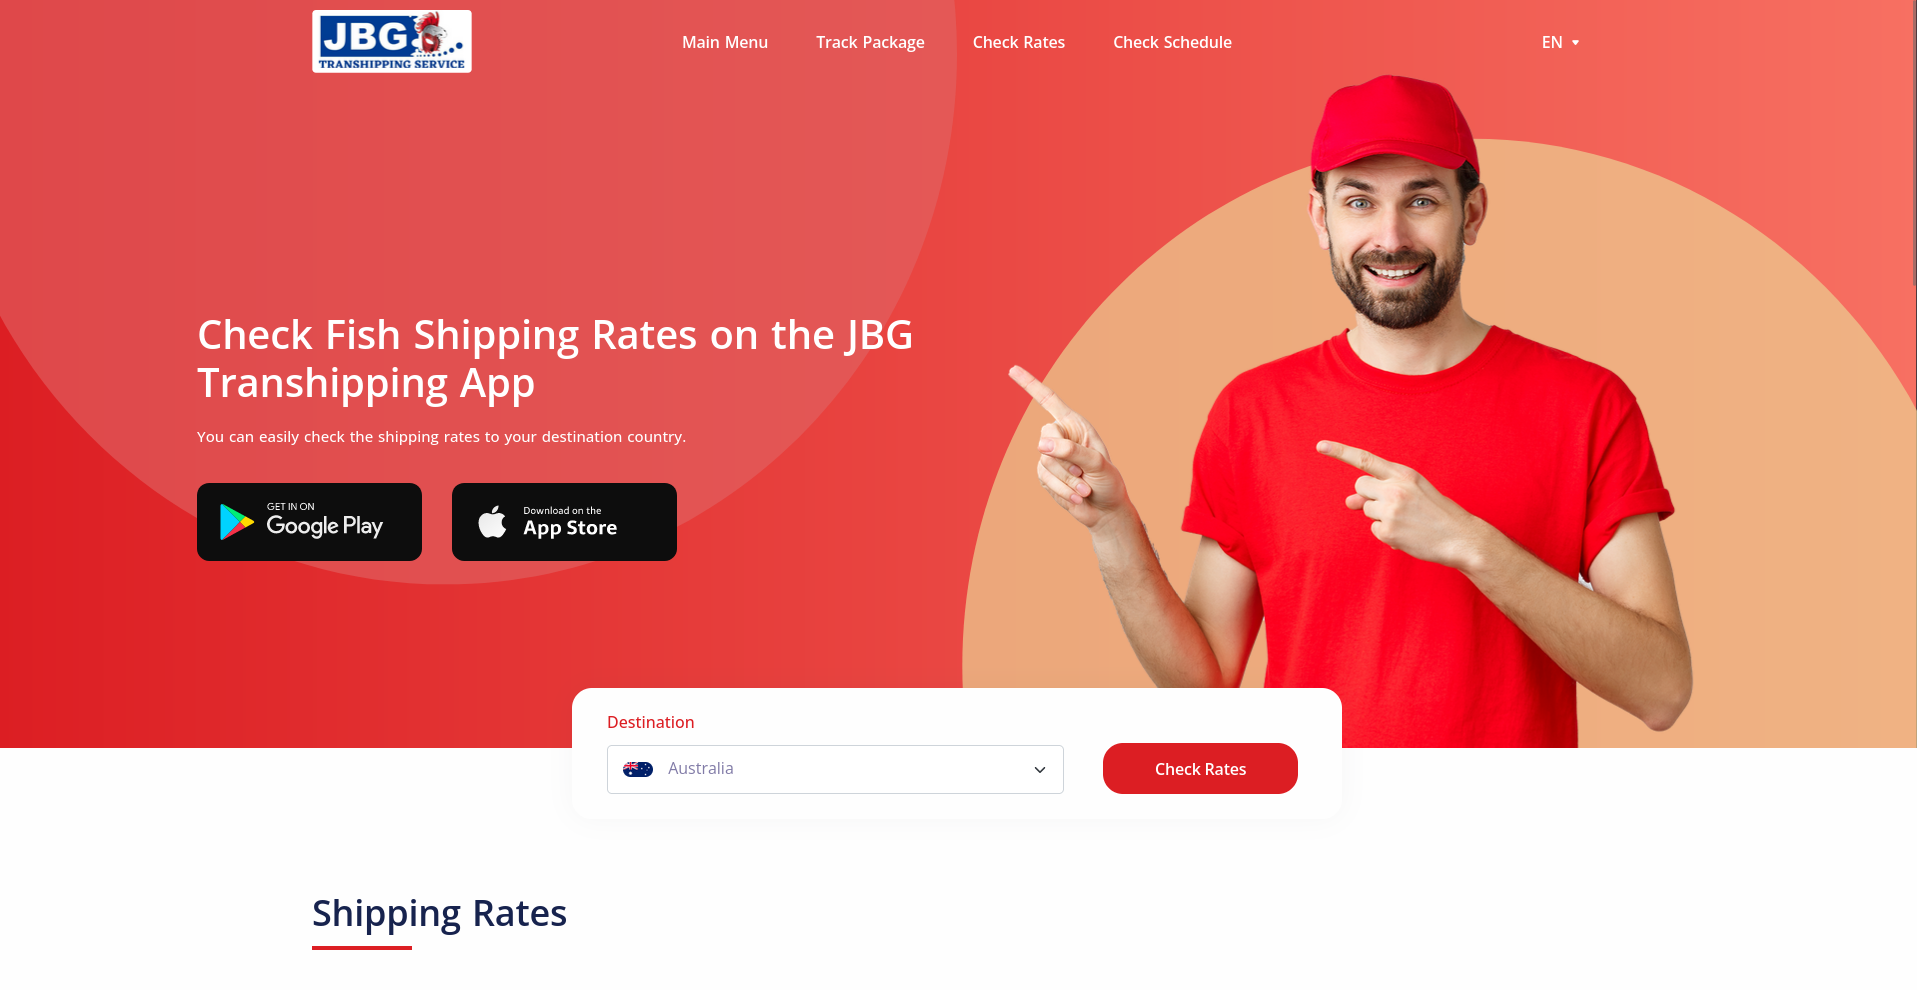 JBG
TRANSHIPPING SERVICE
Main Menu
Track Package
Check Rates
Check Schedule
EN
Check Fish Shipping Rates on the JBG
Transhipping App
You can easily check the shipping rates to your destination country.
GET IN ON
Google Play
Download on the
App Store
Destination
Australia
Check Rates
Shipping Rates